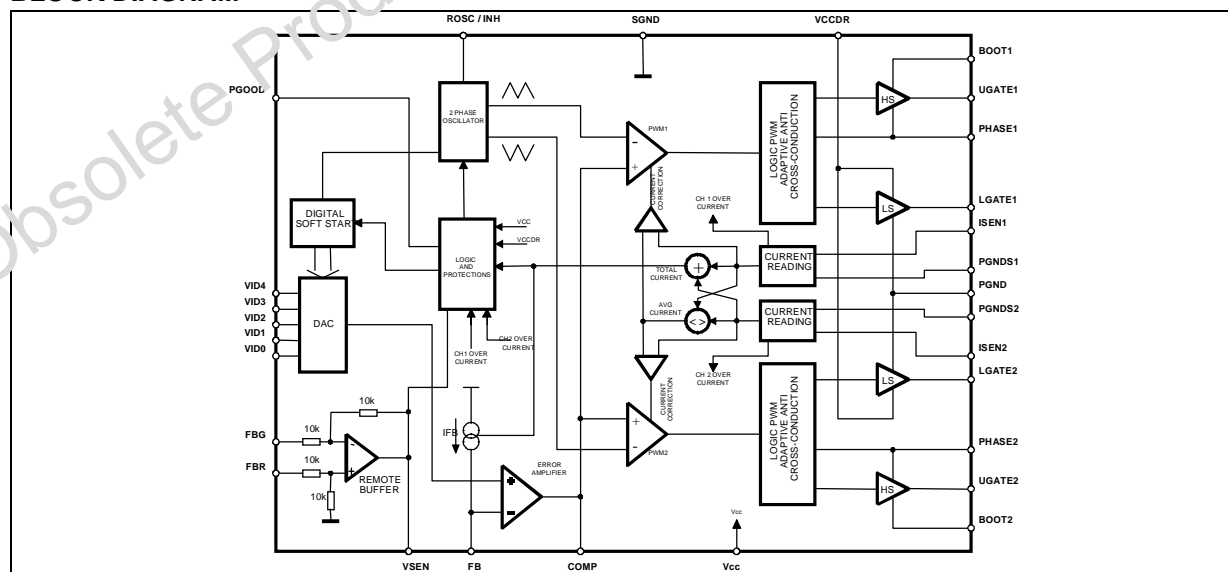 BLOCK DIAGRAM
Obsolete Produ
ROSC / INH
SGND
VCCDR
BOOT1
PGOOD
2 PHASE
OSCILLATOR
PWM1
LOGIC PWM
ADAPTIVE ANTI
CROSS-CONDUCTION
HS
UGATE1
PHASE1
DIGITAL
SOFT START
CURRENT
CORRECTION
CH 1 OVER
CURRENT
LS
LGATE1
ISEN1
VCC
VCCDR
LOGIC
AND
PROTECTIONS
TOTAL
CURRENT
+
CURRENT
READING
PGNDS1
PGND
VID4
VID3
VID2
VID1
VID0
DAC
AVG
CURRENT
< >
CURRENT
READING
PGNDS2
ISEN2
CH1 OVER
CURRENT
CH2 OVER
CURRENT
CH 2 OVER
CURRENT
CURRENT
CORRECTION
LS
LGATE2
10k
IFB
+
-
PWM2
LOGIC PWM
ADAPTIVE ANTI
CROSS-CONDUCTION
FBG
10k
FBR
10k
10k
REMOTE
BUFFER
ERROR
AMPLIFIER
PHASE2
HS
UGATE2
Vcc
BOOT2
VSEN
FB
COMP
Vcc